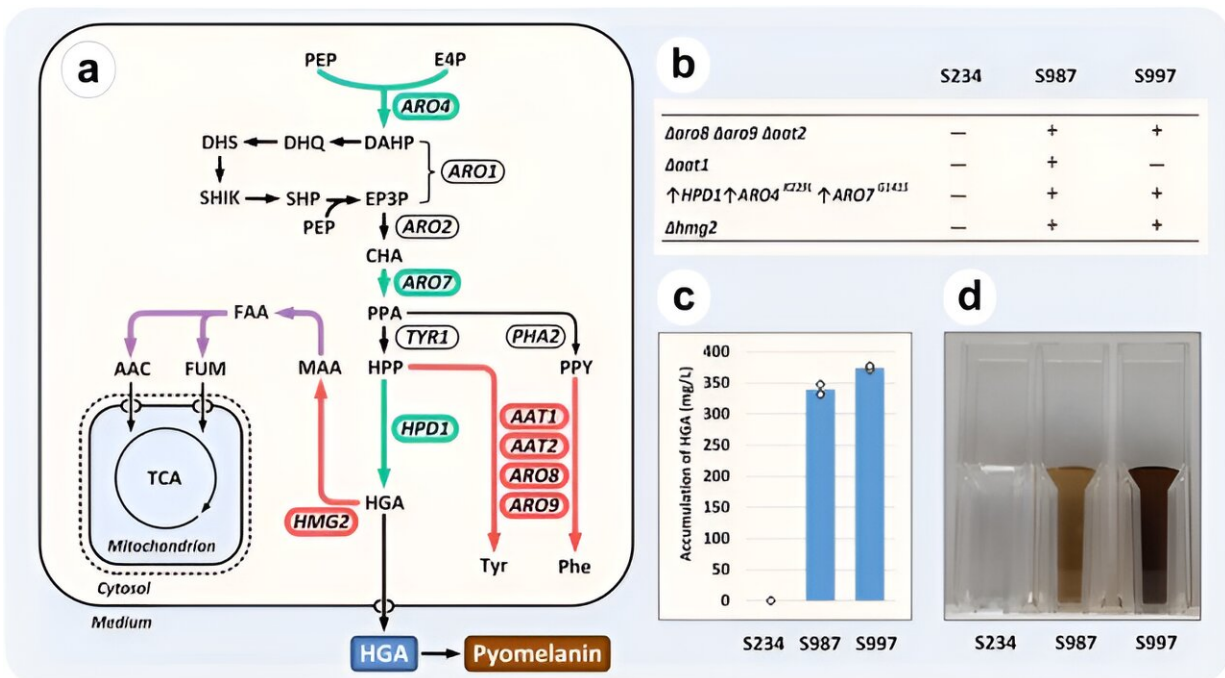 a
PEP E4P
ARO4
DHS DHQ DAHP
ARO1
SHIK SHP EP3P
PEP
ARO2
CHA
ARO7
FAA
PPA
TYR1 PHA2
AAC FUM MAA HPP PPY
HPD1
AAT1
AAT2
ARO8
ARO9
TCA
HGA
HMG2
Mitochondrion
Cytosol
Tyr Phe
Medium
HGA Pyomelanin
b
S234 S987 S997
Δaro8 Δaro9 Δaat2 — + +
Δaat1 — + —
↑HPD1↑ARO4 ↑ARO7 — + +
Δhmg2 — + +
c
Accumulation of HGA (mg/L)
400
350
300
250
200
150
100
50
0
S234 S987 S997
d
S234 S987 S997